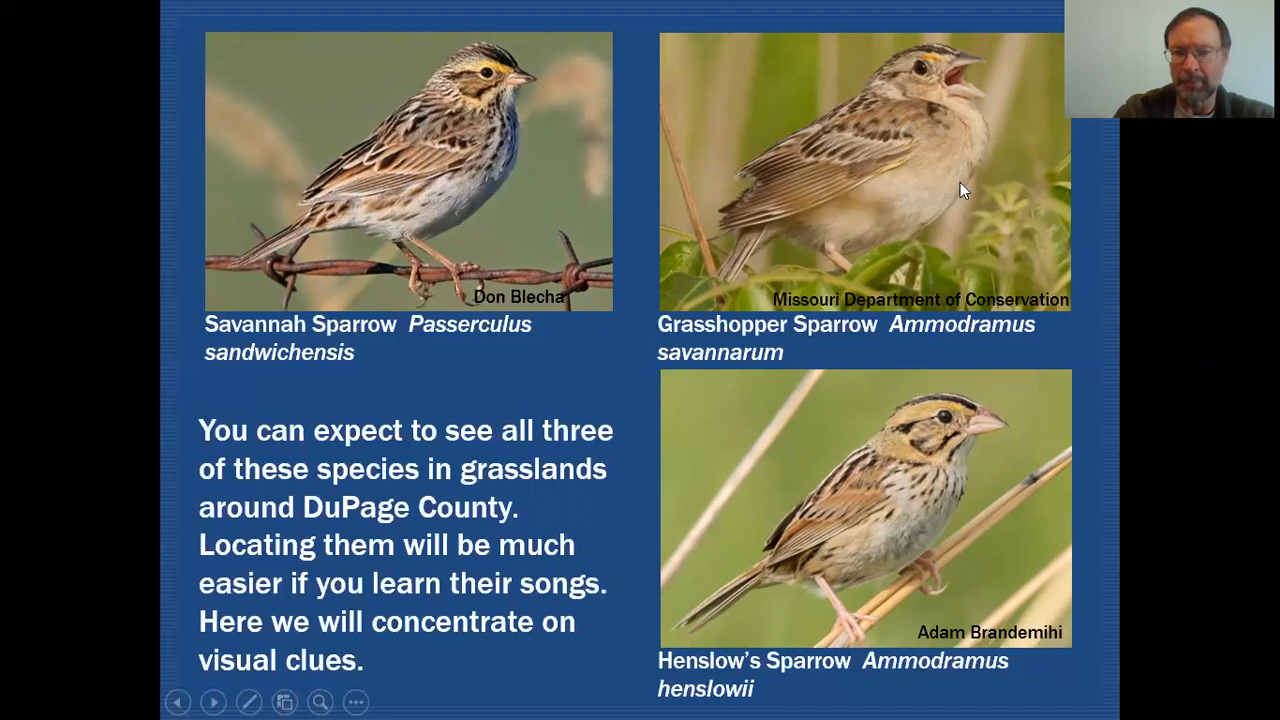 Don Blecha
Savannah Sparrow Passerculus
sandwichensis
Missouri Department of Conservation
Grasshopper Sparrow Ammodramus
savannarum
You can expect to see all three
of these species in grasslands
around DuPage County.
Locating them will be much
easier if you learn their songs.
Here we will concentrate on
visual clues.
Adam Brandemihi
Henslow's Sparrow Ammodramus
henslowii